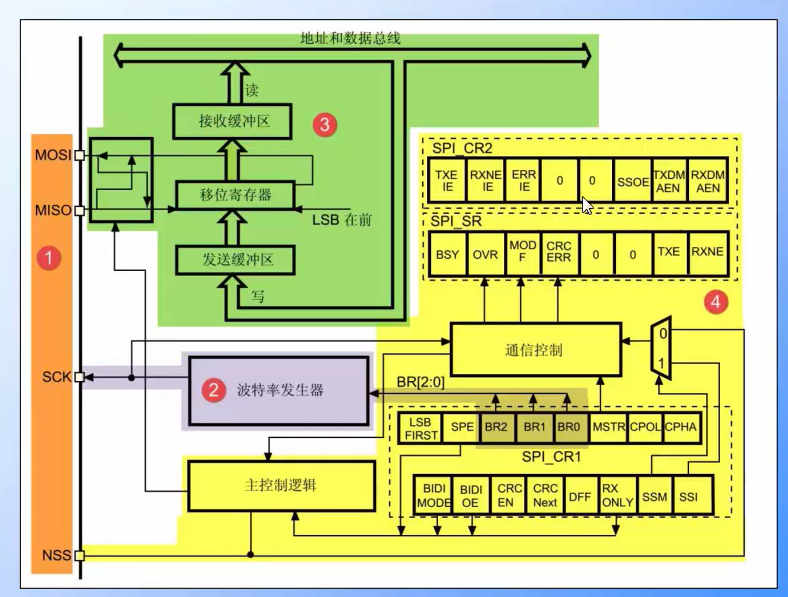 地址和数据总线
读
接收缓冲区
3
MOSI
移位寄存器
MISO
LSB 在前
1
发送缓冲区
写
SPI_CR2
TXE IE
RXNE IE
ERR IE
0
0
SSOE
TXDM AEN
RXDM AEN
SPI_SR
BSY
OVR
MOD F
CRC ERR
0
0
TXE
RXNE
4
通信控制
0
1
SCK
2
波特率发生器
BR[2:0]
LSB FIRST
SPE
BR2
BR1
BR0
MSTR
CPOL
CPHA
SPI_CR1
主控制逻辑
BIDI MODE
BIDI OE
CRC EN
CRC Next
DFF
RX ONLY
SSM
SSI
NSS